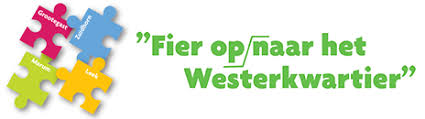 Grootegast
Zuidhorn
Marum
Leek
"Fier op/naar het
Westerkwartier"